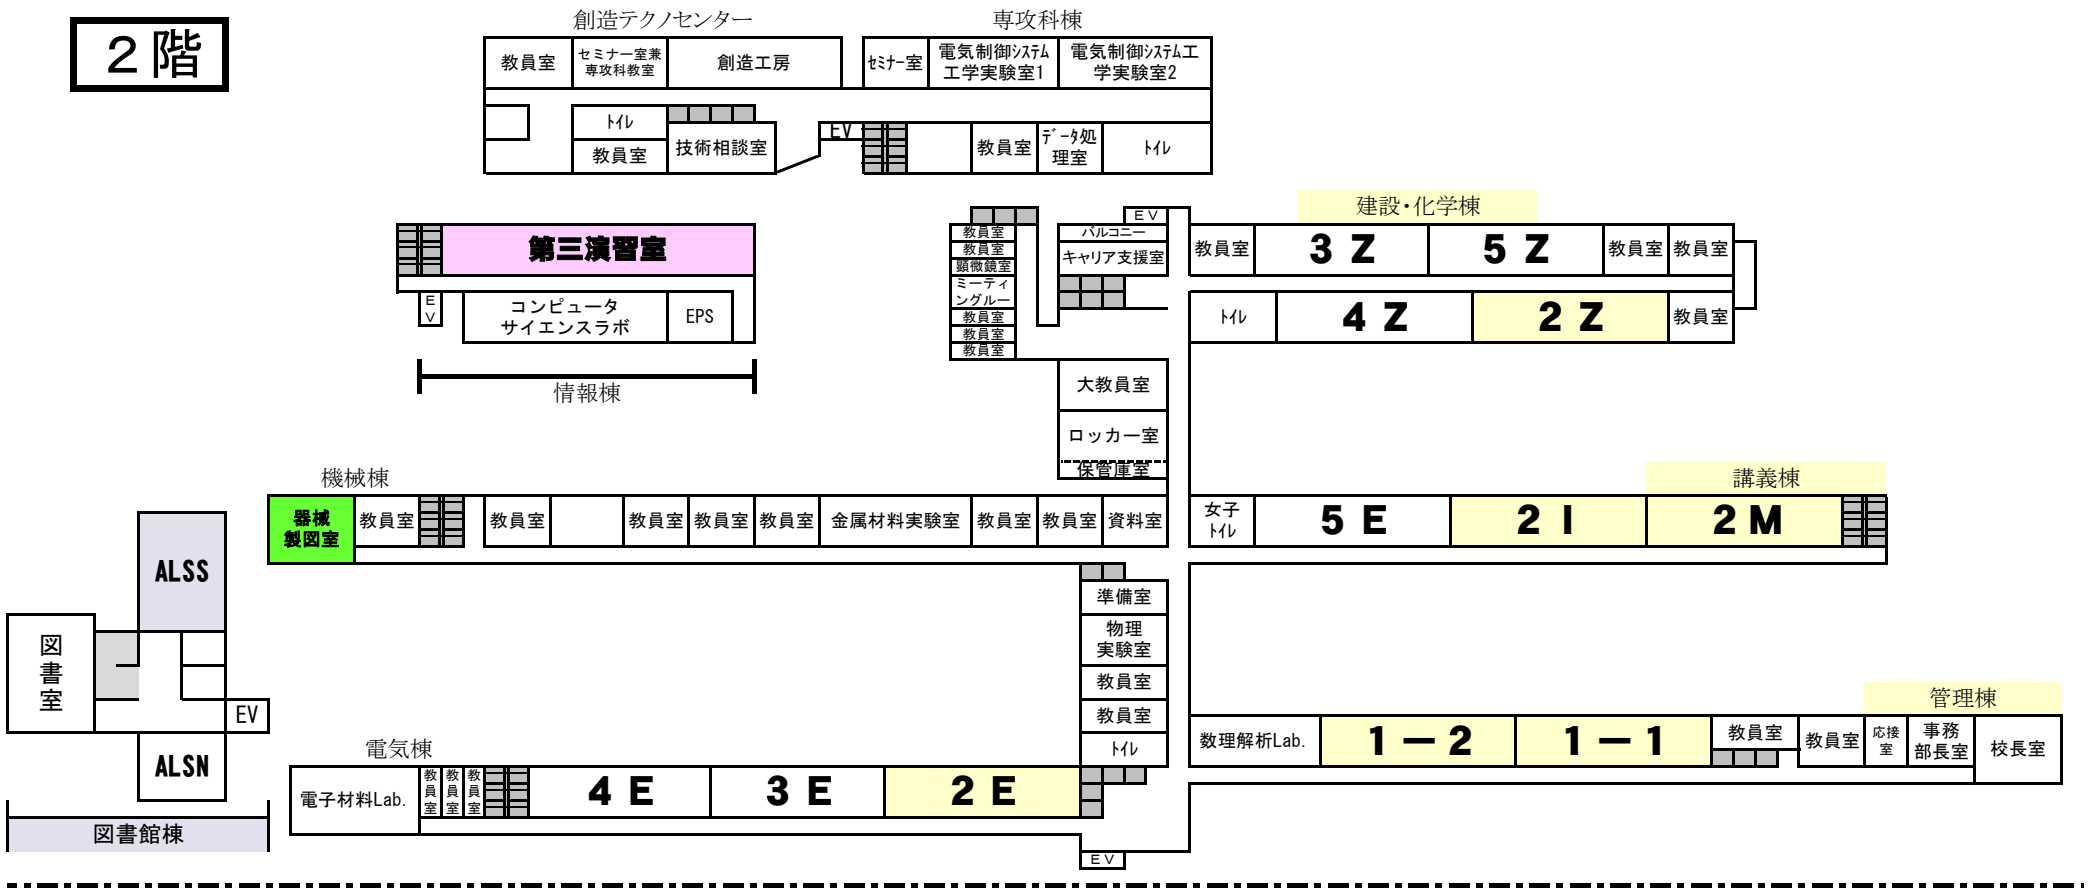 ２階
創造テクノセンター
専攻科棟
教員室
セミナー室兼
専攻科教室
創造工房
ｾﾐﾅｰ室
電気制御ｼｽﾃﾑ
工学実験室1
電気制御ｼｽﾃﾑ工
学実験室2
ﾄｲﾚ
教員室
技術相談室
EV
教員室
ﾃﾞｰﾀ処
理室
ﾄｲﾚ
第三演習室
E
V
コンピュータ
サイエンスラボ
EPS
情報棟
教員室
教員室
顕微鏡室
ミーティ
ングルー
教員室
教員室
教員室
ＥＶ
バルコニー
キャリア支援室
建設・化学棟
教員室
３ Ｚ
５ Ｚ
教員室
教員室
ﾄｲﾚ
４ Ｚ
２ Ｚ
教員室
大教員室
ロッカー室
保管庫室
機械棟
器械
製図室
教員室
教員室
教員室
教員室
教員室
金属材料実験室
教員室
教員室
資料室
講義棟
女子
ﾄｲﾚ
５ Ｅ
２ Ｉ
２ Ｍ
ALSS
図
書
室
EV
ALSN
図書館棟
準備室
物理
実験室
教員室
教員室
ﾄｲﾚ
管理棟
数理解析Lab.
１－２
１－１
教員室
教員室
応接
室
事務
部長室
校長室
電気棟
電子材料Lab.
教
員
室
教
員
室
教
員
室
４ Ｅ
３ Ｅ
２ Ｅ
ＥＶ